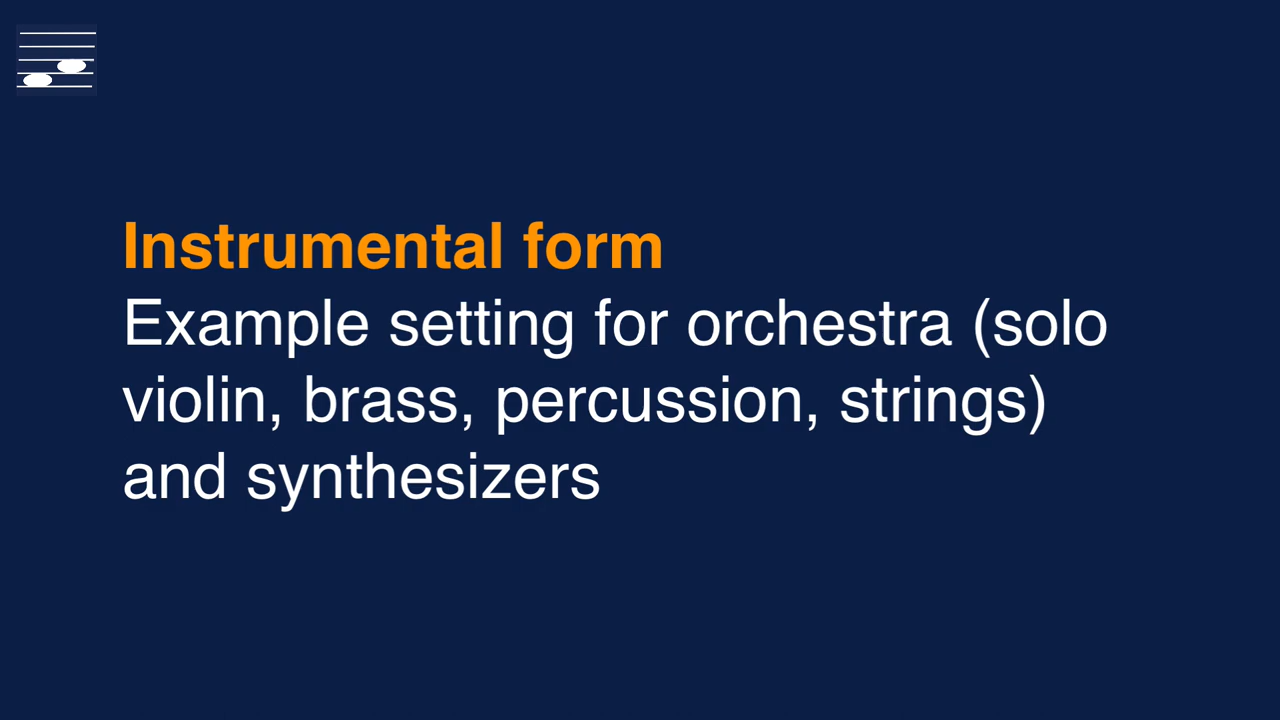 Instrumental form
Example setting for orchestra (solo
violin, brass, percussion, strings)
and synthesizers